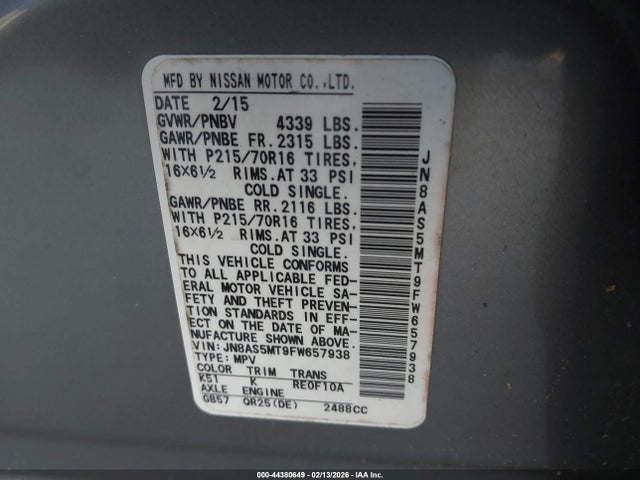 MFD BY NISSAN MOTOR CO.,LTD.
DATE 2/15
GVWR/PNBV 4339 LBS.
GAWR/PNBE FR. 2315 LBS.
WITH P215/70R16 TIRES,
16X6½ RIMS.AT 33 PSI
COLD SINGLE.
GAWR/PNBE RR. 2116 LBS.
WITH P215/70R16 TIRES,
16X6½ RIMS.AT 33 PSI
COLD SINGLE.
THIS VEHICLE CONFORMS
TO ALL APPLICABLE FED-
ERAL MOTOR VEHICLE SA-
FETY AND THEFT PREVEN-
TION STANDARDS IN EFF-
ECT ON THE DATE OF MA-
NUFACTURE SHOWN ABOVE.
VIN: JN8AS5MT9FW657938
TYPE: MPV
COLOR TRIM TRANS
K51 K RE0F10A
AXLE ENGINE
GB57 QR25(DE) 2488CC
JN8AS5MT9FW657938
000-44380649 - 02/13/2026 - IAA Inc.